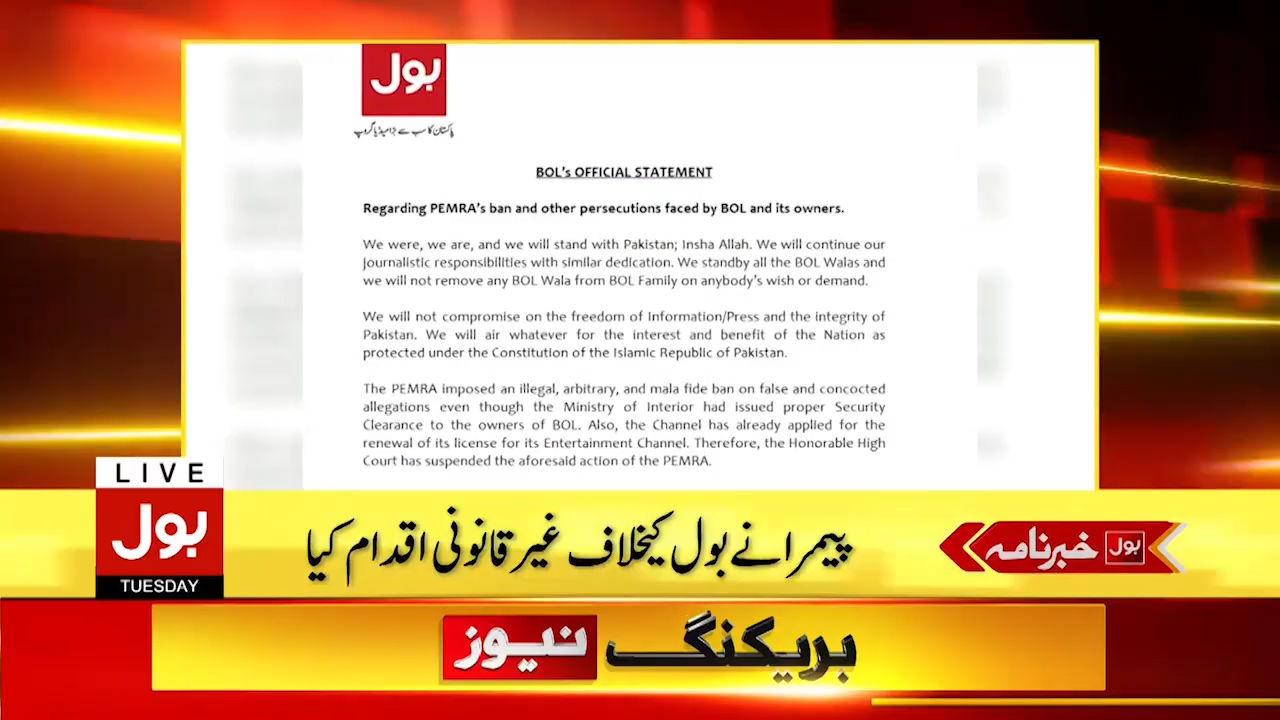 بول
پاکستان کا سب سے بڑا میڈیا گروپ
BOL's OFFICIAL STATEMENT
Regarding PEMRA's ban and other persecutions faced by BOL and its owners.
We were, we are, and we will stand with Pakistan; Insha Allah. We will continue our
journalistic responsibilities with similar dedication. We standby all the BOL Walas and
we will not remove any BOL Wala from BOL Family on anybody's wish or demand.
We will not compromise on the freedom of Information/Press and the integrity of
Pakistan. We will air whatever for the interest and benefit of the Nation as
protected under the Constitution of the Islamic Republic of Pakistan.
The PEMRA imposed an illegal, arbitrary, and mala fide ban on false and concocted
allegations even though the Ministry of Interior had issued proper Security
Clearance to the owners of BOL. Also, the Channel has already applied for the
renewal of its license for its Entertainment Channel. Therefore, the Honorable High
Court has suspended the aforesaid action of the PEMRA.
LIVE
بول
TUESDAY
پیمرا نے بول کیخلاف غیر قانونی اقدام کیا
بول خبرنامہ
بریکنگ نیوز